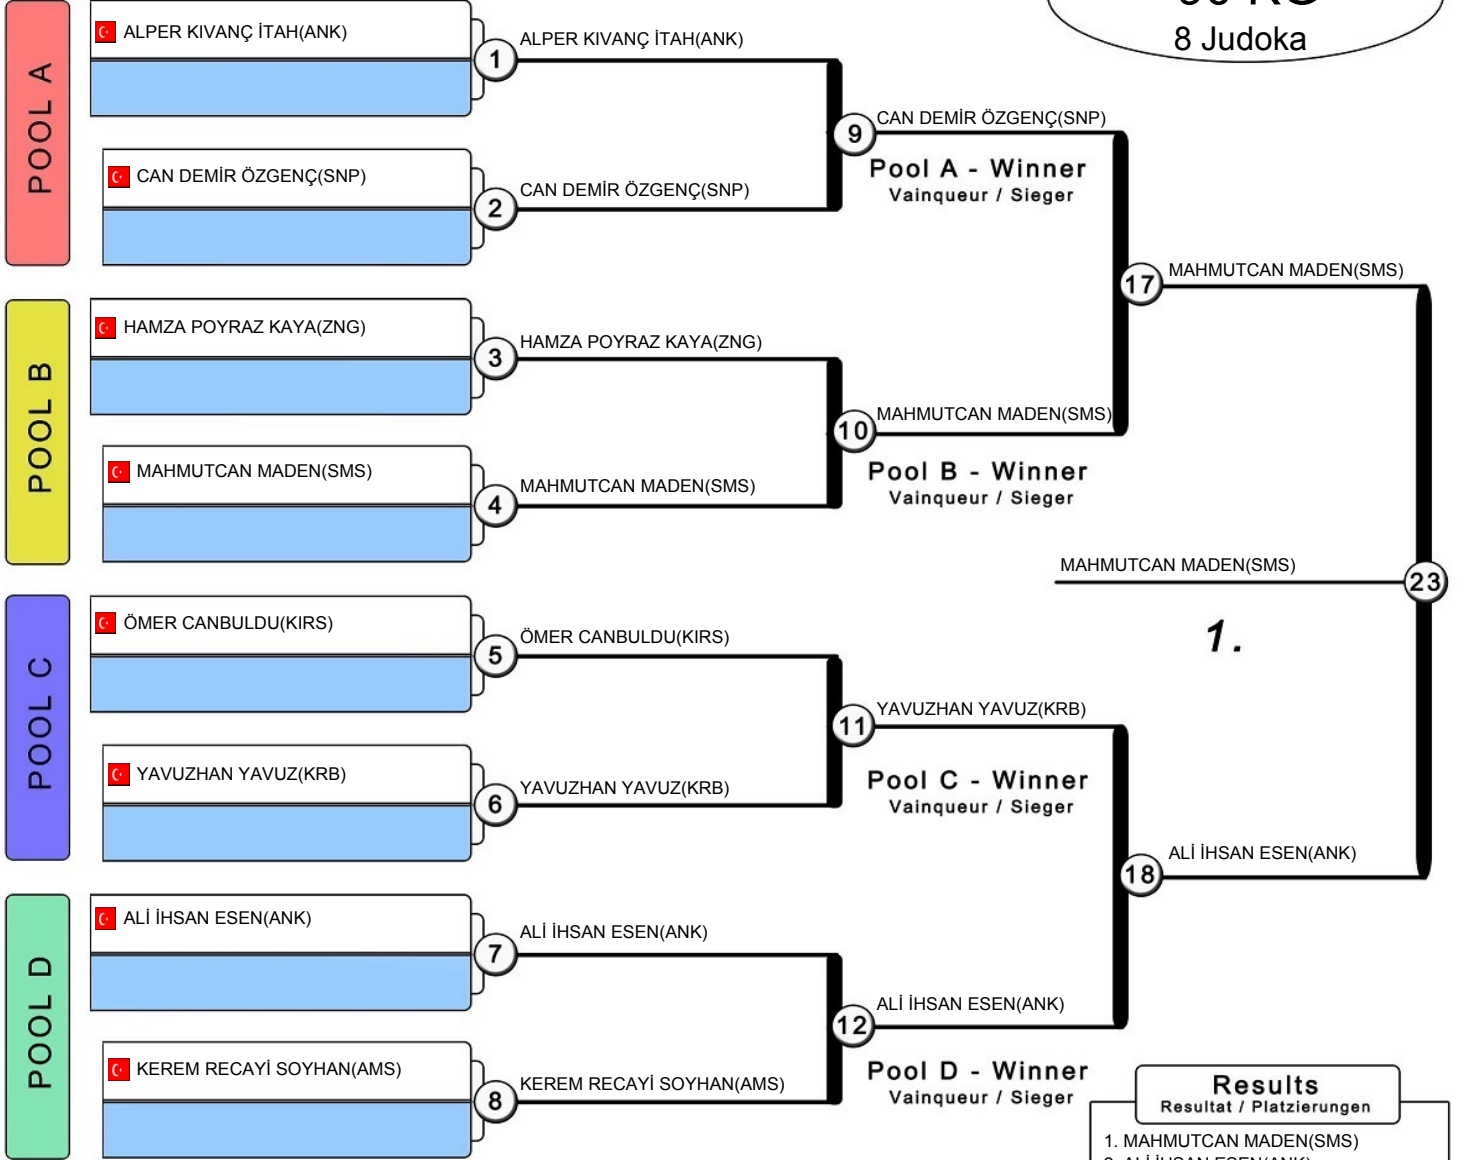 8 Judoka
POOL A
ALPER KIVANÇ İTAH(ANK)
1
ALPER KIVANÇ İTAH(ANK)
CAN DEMİR ÖZGENÇ(SNP)
2
CAN DEMİR ÖZGENÇ(SNP)
9
CAN DEMİR ÖZGENÇ(SNP)
Pool A - Winner
Vainqueur / Sieger
POOL B
HAMZA POYRAZ KAYA(ZNG)
3
HAMZA POYRAZ KAYA(ZNG)
MAHMUTCAN MADEN(SMS)
4
MAHMUTCAN MADEN(SMS)
10
MAHMUTCAN MADEN(SMS)
Pool B - Winner
Vainqueur / Sieger
17
MAHMUTCAN MADEN(SMS)
MAHMUTCAN MADEN(SMS)
23
1.
POOL C
ÖMER CANBULDU(KIRS)
5
ÖMER CANBULDU(KIRS)
YAVUZHAN YAVUZ(KRB)
6
YAVUZHAN YAVUZ(KRB)
11
YAVUZHAN YAVUZ(KRB)
Pool C - Winner
Vainqueur / Sieger
18
ALİ İHSAN ESEN(ANK)
POOL D
ALİ İHSAN ESEN(ANK)
7
ALİ İHSAN ESEN(ANK)
KEREM RECAYİ SOYHAN(AMS)
8
KEREM RECAYİ SOYHAN(AMS)
12
ALİ İHSAN ESEN(ANK)
Pool D - Winner
Vainqueur / Sieger
Results
Resultat / Platzierungen
1. MAHMUTCAN MADEN(SMS)
2. ALİ İHSAN ESEN(ANK)